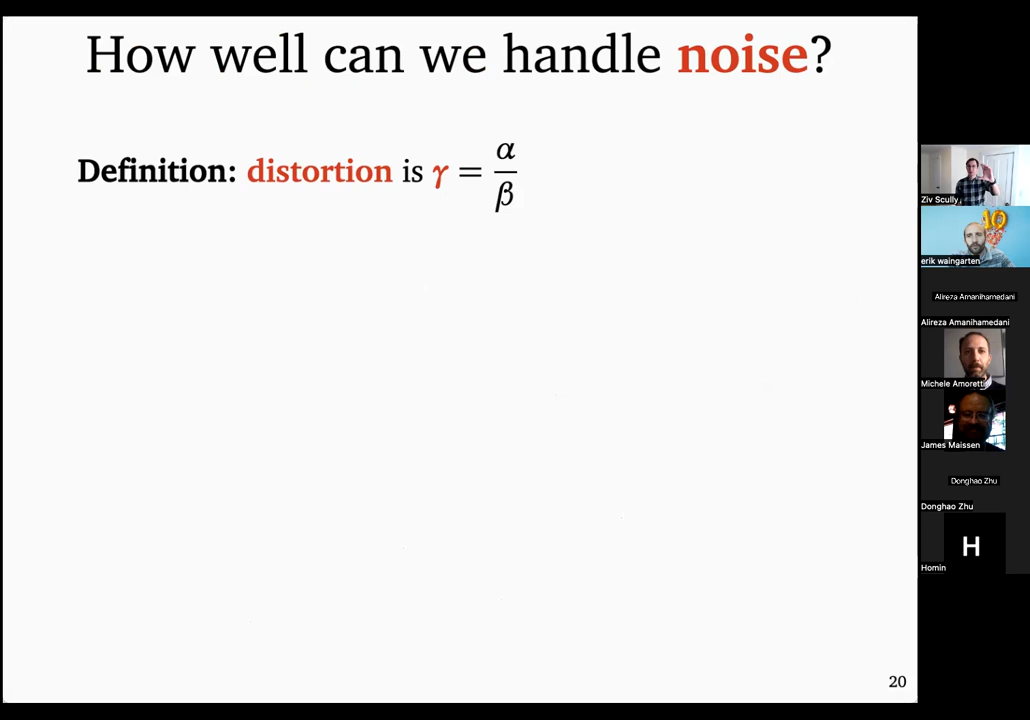 How well can we handle noise?
Definition: distortion is γ = α/β
20
Ziv Scully
10
erik waingarten
Alireza Amanihamedani
Alireza Amanihamedani
Michele Amoretti
James Maissen
Donghao Zhu
Donghao Zhu
H
Homin